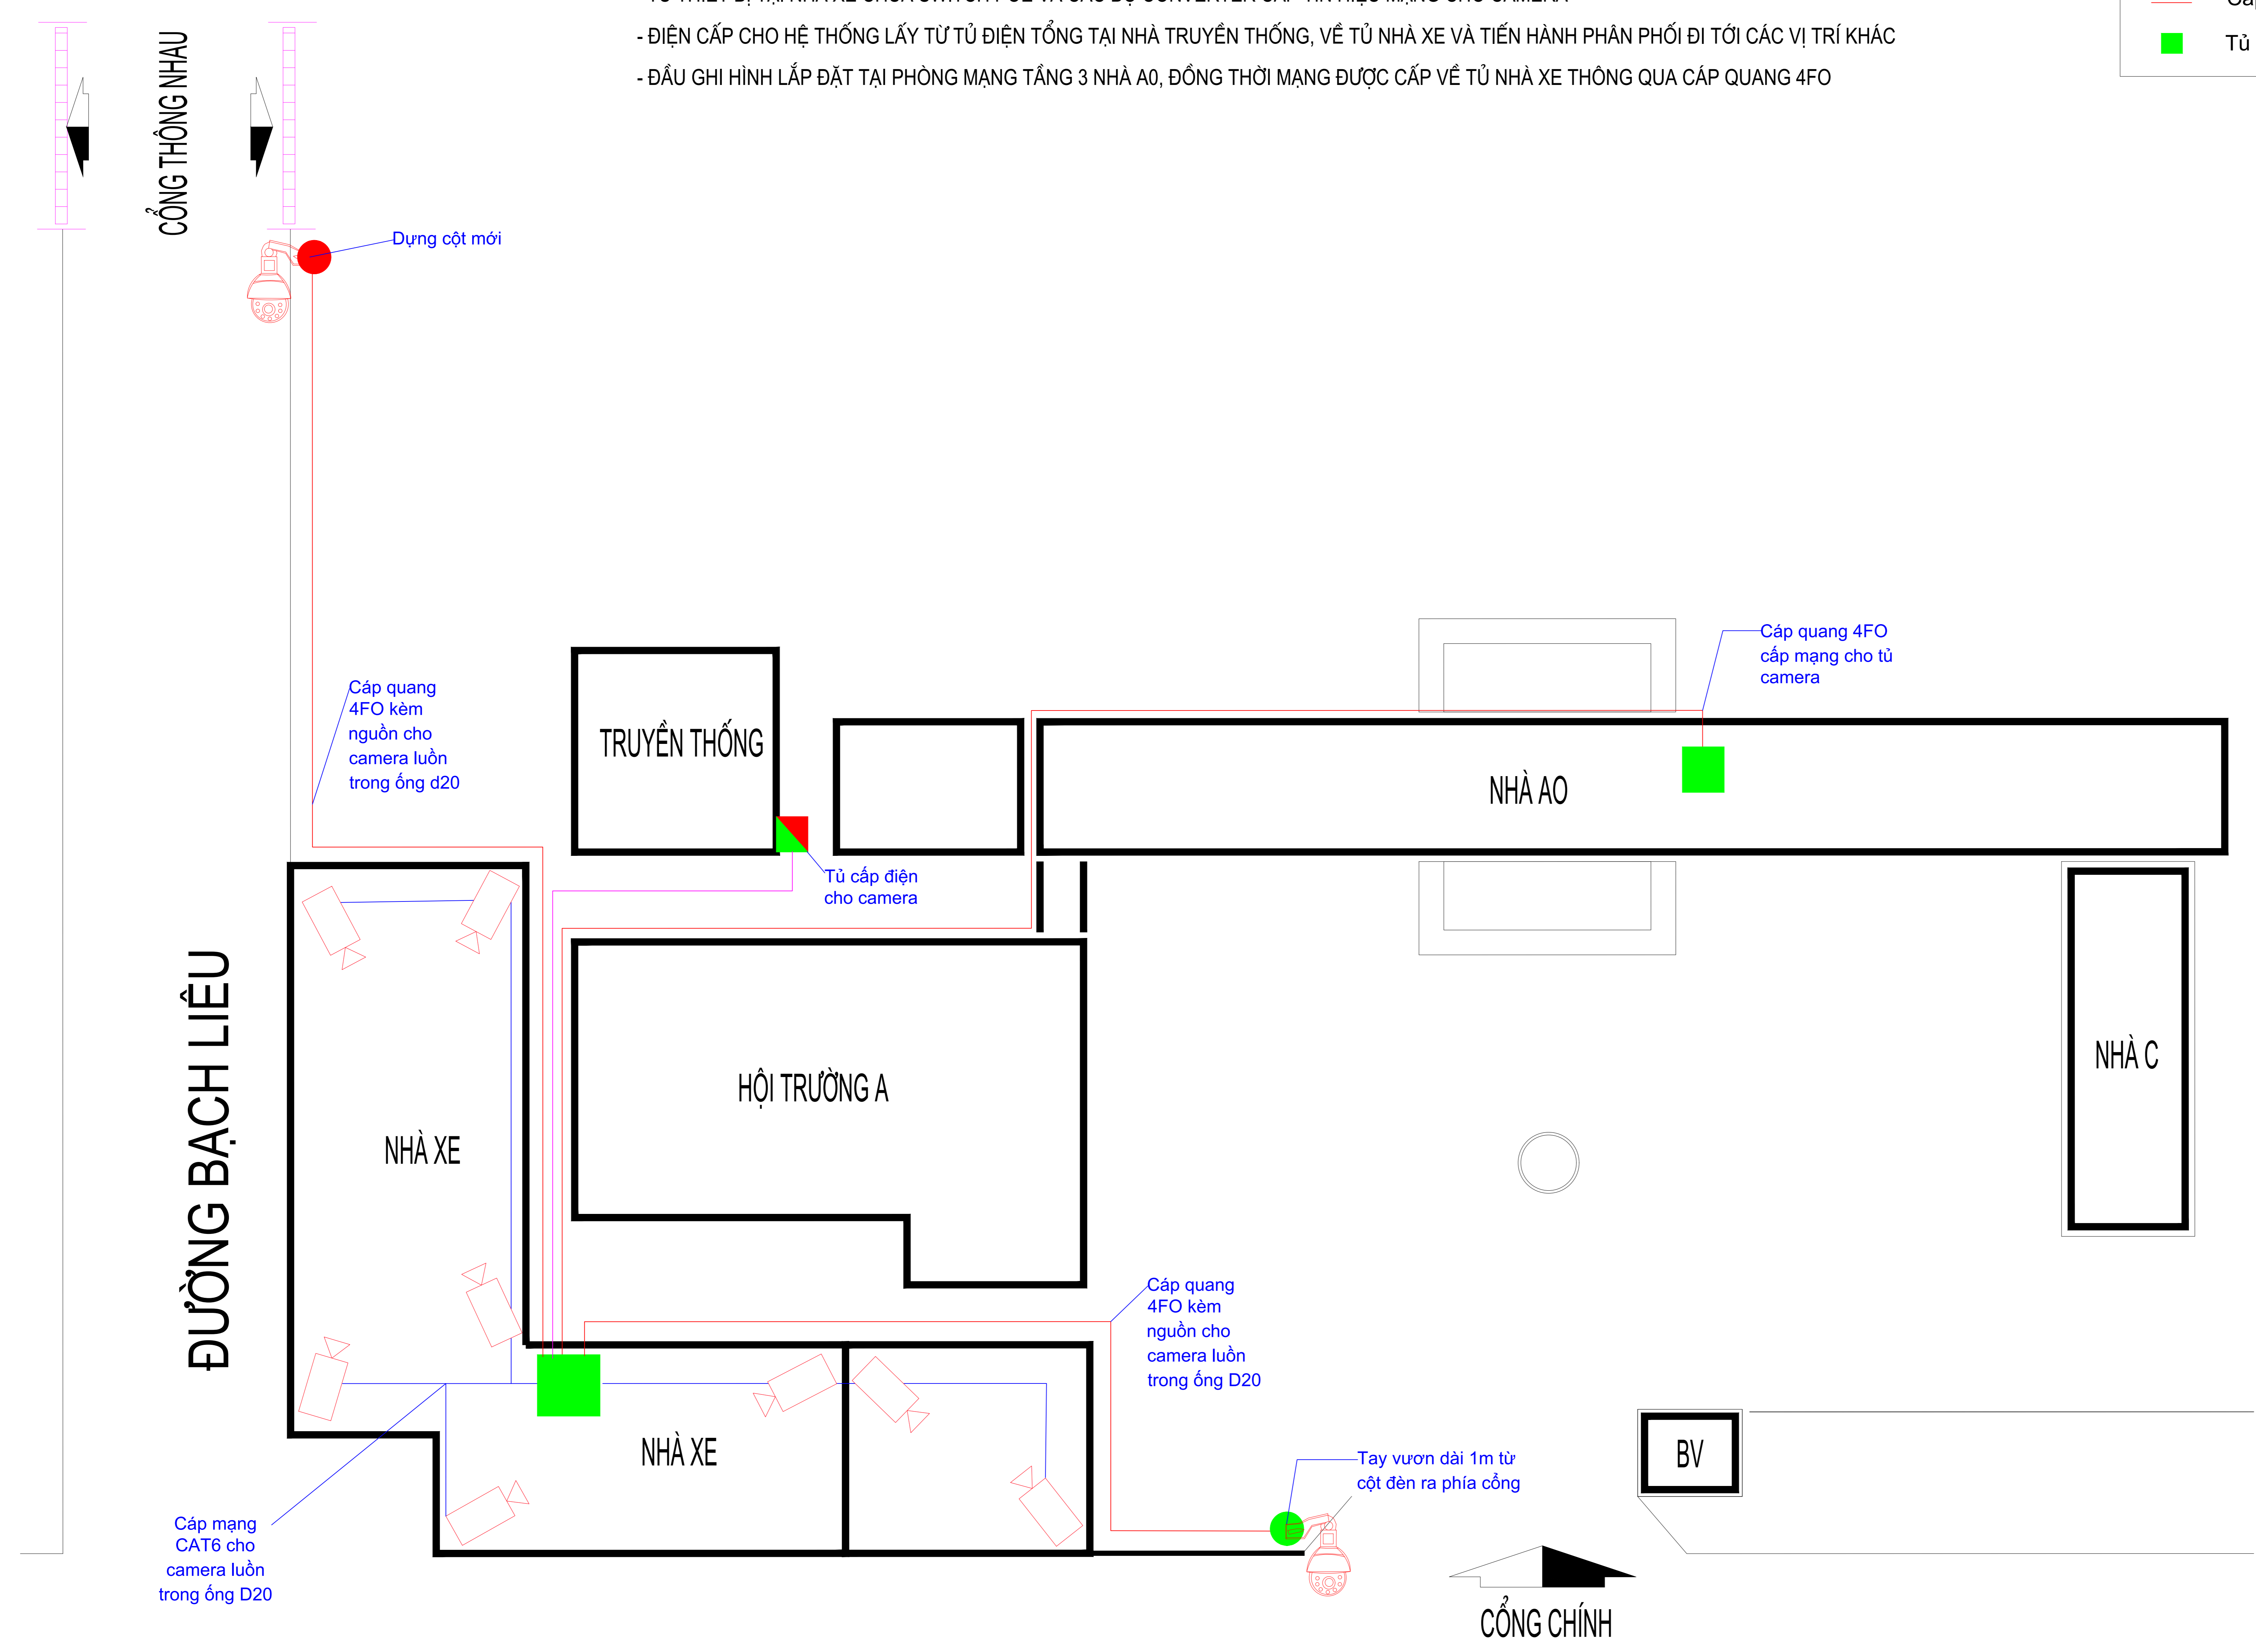 - ĐIỆN CẤP CHO HỆ THỐNG LẤY TỪ TỦ ĐIỆN TỔNG TẠI NHÀ TRUYỀN THỐNG, VỀ TỦ NHÀ XE VÀ TIẾN HÀNH PHÂN PHỐI ĐI TỚI CÁC VỊ TRÍ KHÁC
- ĐẦU GHI HÌNH LẮP ĐẶT TẠI PHÒNG MẠNG TẦNG 3 NHÀ A0, ĐỒNG THỜI MẠNG ĐƯỢC CẤP VỀ TỦ NHÀ XE THÔNG QUA CÁP QUANG 4FO
Tủ
CỔNG THÔNG NHAU
Dựng cột mới
Cáp quang 4FO
cấp mạng cho tủ
camera
Cáp quang
4FO kèm
nguồn cho
camera luồn
trong ống d20
TRUYỀN THỐNG
NHÀ AO
Tủ cấp điện
cho camera
ĐƯỜNG BẠCH LIÊU
HỘI TRƯỜNG A
NHÀ C
NHÀ XE
Cáp quang
4FO kèm
nguồn cho
camera luồn
trong ống D20
NHÀ XE
BV
Tay vươn dài 1m từ
cột đèn ra phía cổng
Cáp mạng
CAT6 cho
camera luồn
trong ống D20
CỔNG CHÍNH